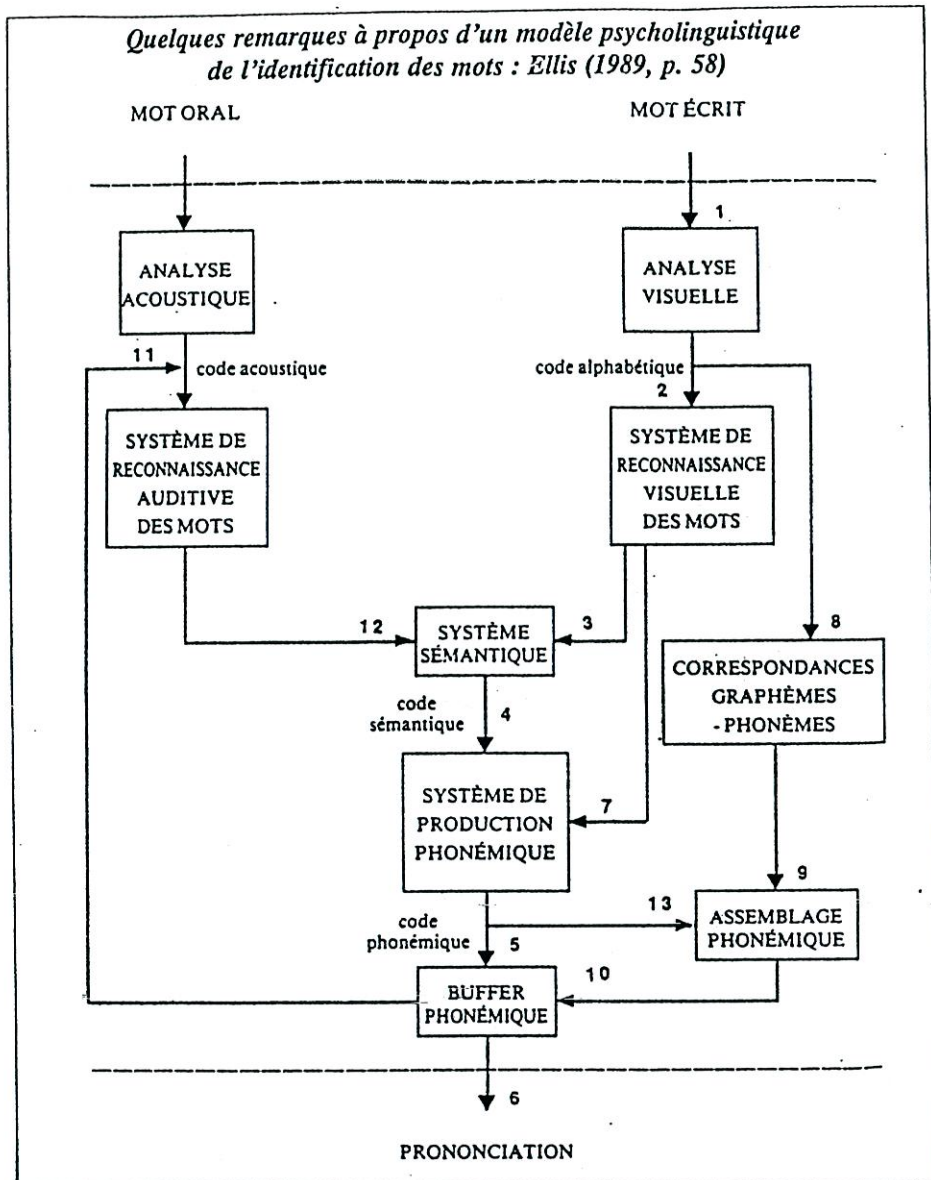 Quelques remarques à propos d'un modèle psycholinguistique
de l'identification des mots : Ellis (1989, p. 58)
MOT ORAL
MOT ÉCRIT
1
ANALYSE
ACOUSTIQUE
ANALYSE
VISUELLE
11
code acoustique
code alphabétique
2
SYSTÈME DE
RECONNAISSANCE
AUDITIVE
DES MOTS
SYSTÈME DE
RECONNAISSANCE
VISUELLE
DES MOTS
12
SYSTÈME
SÉMANTIQUE
3
8
CORRESPONDANCES
GRAPHÈMES
- PHONÈMES
code
sémantique
4
SYSTÈME DE
PRODUCTION
PHONÉMIQUE
7
9
code
phonémique
5
13
ASSEMBLAGE
PHONÉMIQUE
10
BUFFER
PHONÉMIQUE
6
PRONONCIATION